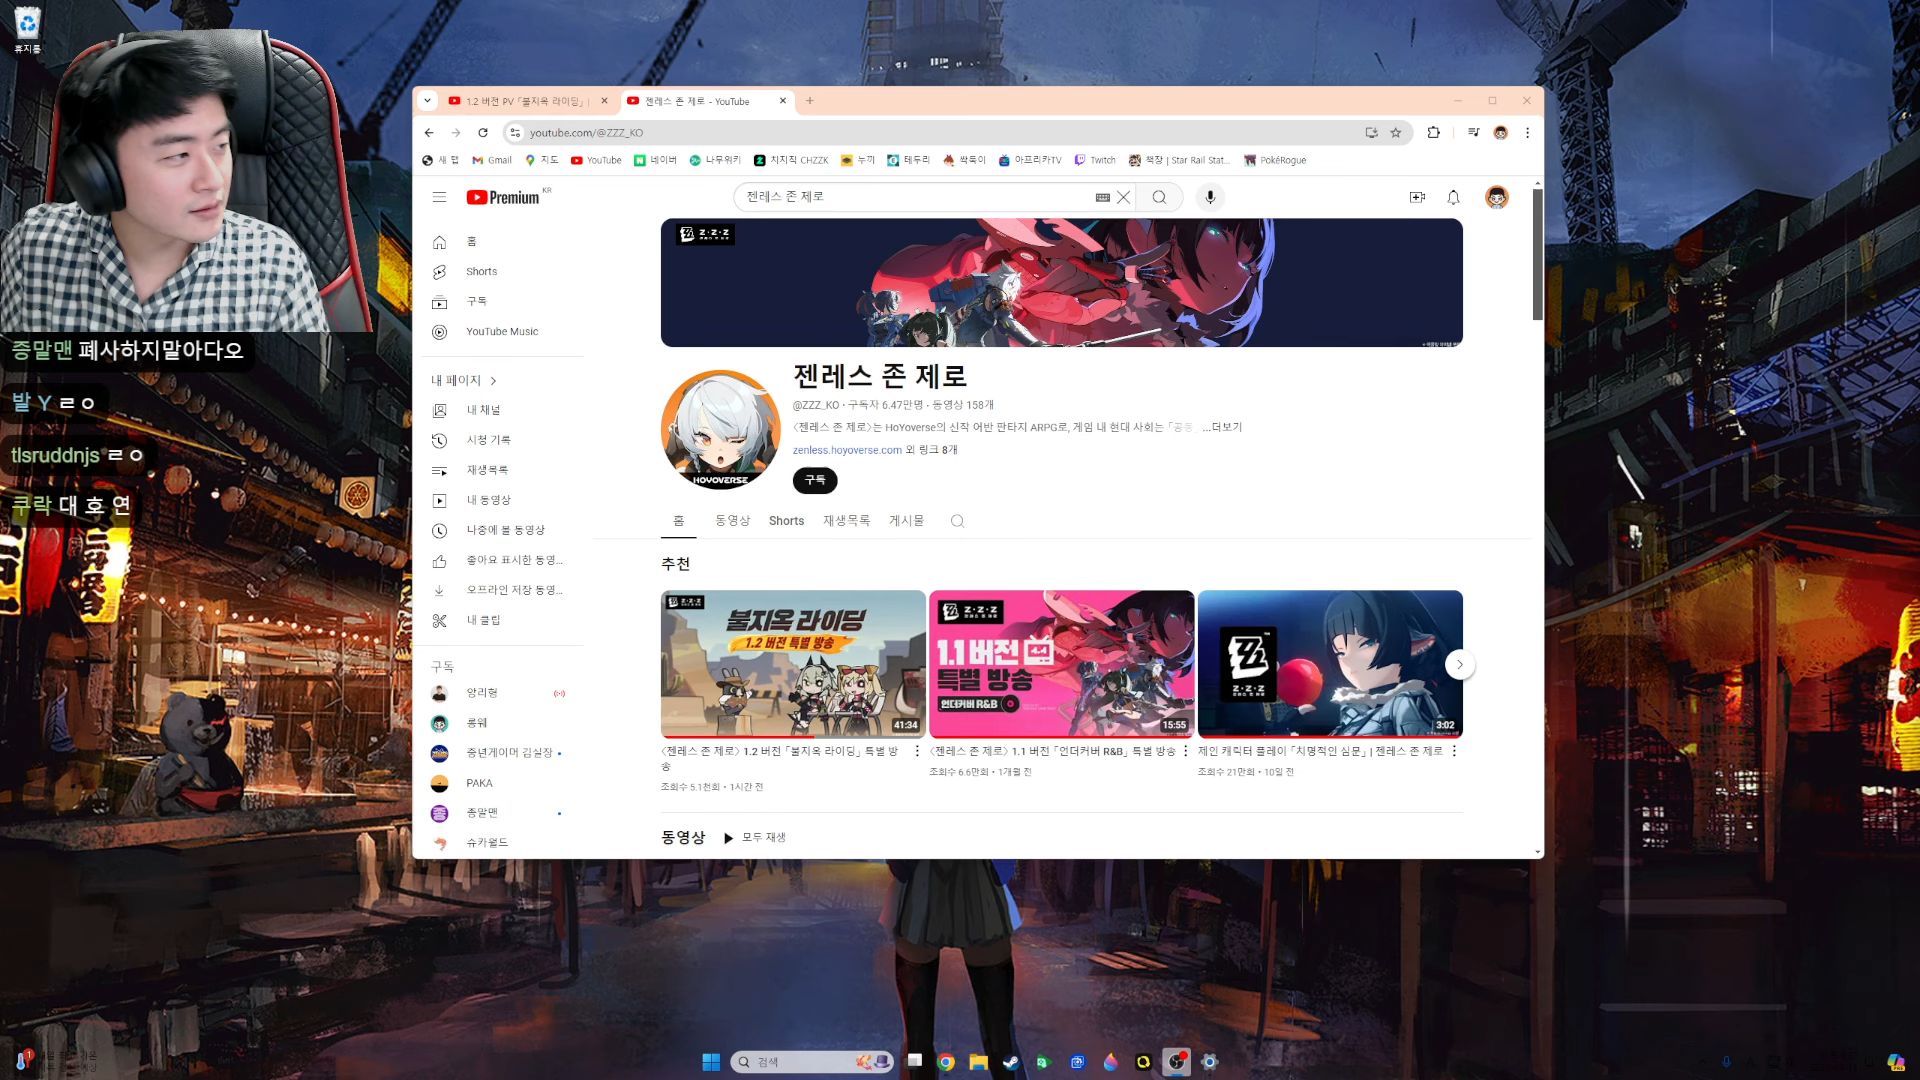 휴지통
증말맨 폐사하지말아다오
발 Y ㄹㅇ
tlsruddnjs ㄹㅇ
쿠락 대 호 연
1.2 버전 PV「불지옥 라이딩」 |
젠레스 존 제로 - YouTube
youtube.com/@ZZZ_KO
새 탭
Gmail
지도
YouTube
네이버
나무위키
치지직 CHZZK
누끼
테두리
싹둑이
아프리카TV
Twitch
책장 | Star Rail Stat...
PokéRogue
Premium KR
젠레스 존 제로
홈
Shorts
구독
YouTube Music
내 페이지
내 채널
시청 기록
재생목록
내 동영상
나중에 볼 동영상
좋아요 표시한 동영...
오프라인 저장 동영...
내 클립
구독
양리형
롱웨
중년게이머 김실장
PAKA
종말맨
슈카월드
Z·Z·Z
HOYOVERSE
젠레스 존 제로
@ZZZ_KO · 구독자 6.47만명 · 동영상 158개
〈젠레스 존 제로〉는 HoYoverse의 신작 어반 판타지 ARPG로, 게임 내 현대 사회는「공동 ...더보기
zenless.hoyoverse.com 외 링크 8개
구독
홈
동영상
Shorts
재생목록
게시물
추천
Z·Z·Z
불지옥 라이딩
1.2 버전 특별 방송
41:34
〈젠레스 존 제로〉 1.2 버전「불지옥 라이딩」 특별 방
송
조회수 5.1천회 • 1시간 전
Z·Z·Z
1.1 버전
특별 방송
언더커버 R&B
15:55
〈젠레스 존 제로〉 1.1 버전「언더커버 R&B」 특별 방송
조회수 6.6만회 • 1개월 전
Z·Z·Z
3:02
제인 캐릭터 플레이「치명적인 심문」 | 젠레스 존 제로
조회수 21만회 • 10일 전
동영상
모두 재생
검색